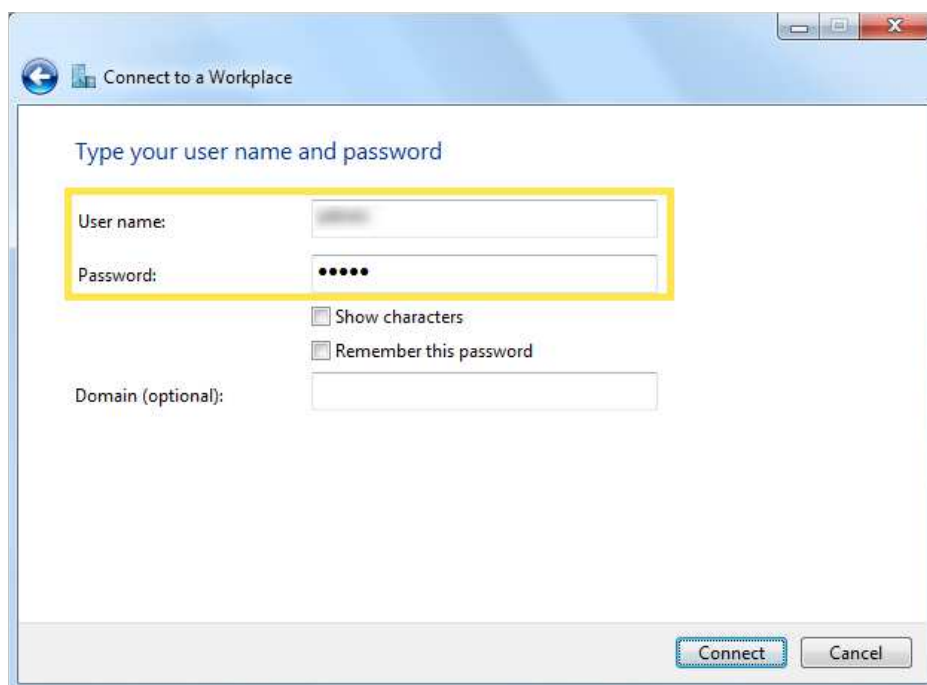 Connect to a Workplace
Type your user name and password
User name:
Password: •••••
Show characters
Remember this password
Domain (optional):
Connect Cancel